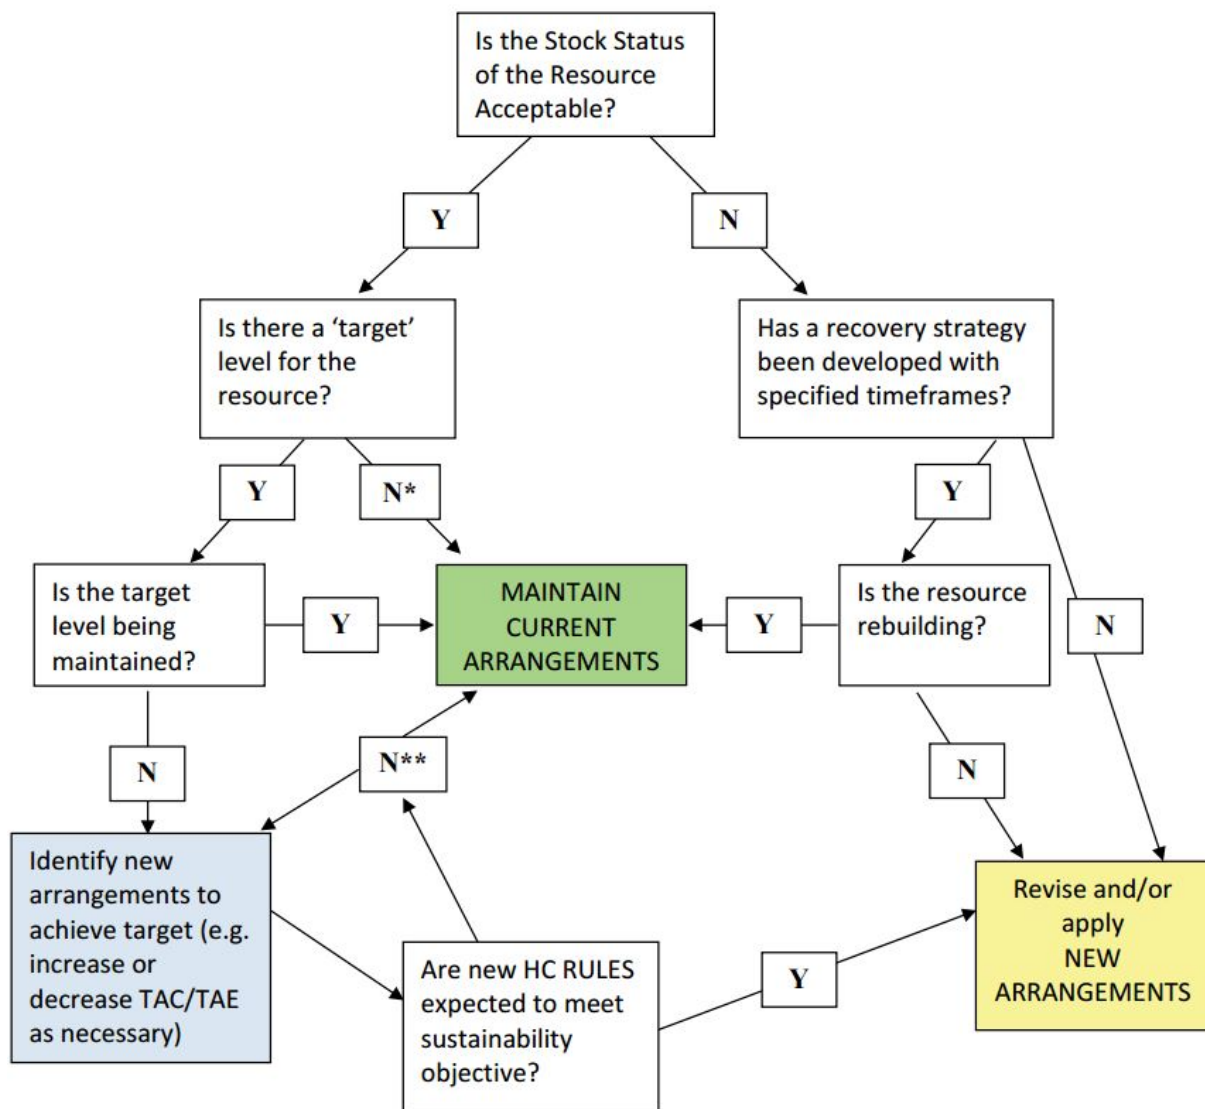 Is the Stock Status
of the Resource
Acceptable?
Y
N
Is there a ‘target’
level for the
resource?
Has a recovery strategy
been developed with
specified timeframes?
Y
N*
Y
N
Is the target
level being
maintained?
Y
MAINTAIN
CURRENT
ARRANGEMENTS
Y
Is the resource
rebuilding?
N
N**
N
Identify new
arrangements to
achieve target (e.g.
increase or
decrease TAC/TAE
as necessary)
Are new HC RULES
expected to meet
sustainability
objective?
Y
Revise and/or
apply
NEW
ARRANGEMENTS